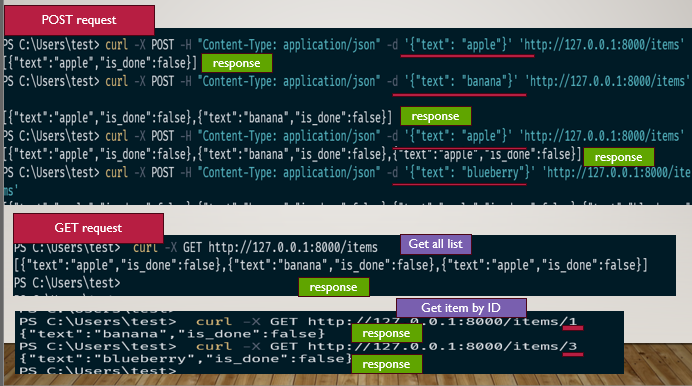 POST request
PS C:\Users\test> curl -X POST -H "Content-Type: application/json" -d '{"text": "apple"}' 'http://127.0.0.1:8000/items'
[{"text":"apple","is_done":false}] response
PS C:\Users\test> curl -X POST -H "Content-Type: application/json" -d '{"text": "banana"}' 'http://127.0.0.1:8000/items'
[{"text":"apple","is_done":false},{"text":"banana","is_done":false}] response
PS C:\Users\test> curl -X POST -H "Content-Type: application/json" -d '{"text": "apple"}' 'http://127.0.0.1:8000/items'
[{"text":"apple","is_done":false},{"text":"banana","is_done":false},{"text":"apple","is_done":false}] response
PS C:\Users\test> curl -X POST -H "Content-Type: application/json" -d '{"text": "blueberry"}' 'http://127.0.0.1:8000/ite
ms'
GET request
PS C:\Users\test> curl -X GET http://127.0.0.1:8000/items Get all list
[{"text":"apple","is_done":false},{"text":"banana","is_done":false},{"text":"apple","is_done":false}]
PS C:\Users\test> response
Get item by ID
PS C:\Users\test> curl -X GET http://127.0.0.1:8000/items/1
{"text":"banana","is_done":false} response
PS C:\Users\test> curl -X GET http://127.0.0.1:8000/items/3
{"text":"blueberry","is_done":false} response
PS C:\Users\test>